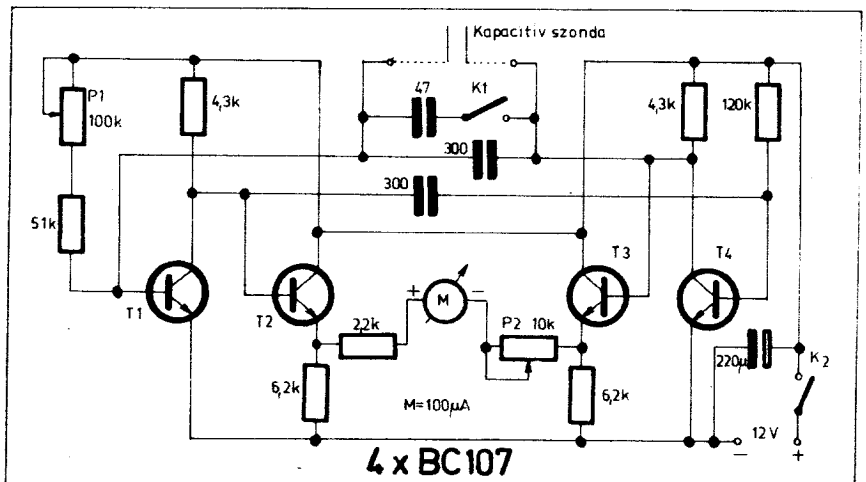 Kapacitiv szonda
P1
100k
4,3k
47
K1
4,3k
120k
300
300
51k
T1
T2
+
M
−
T3
T4
P2 10k
2,2k
220μ
K2
6,2k
M=100μA
6,2k
− 12V +
4 x BC107